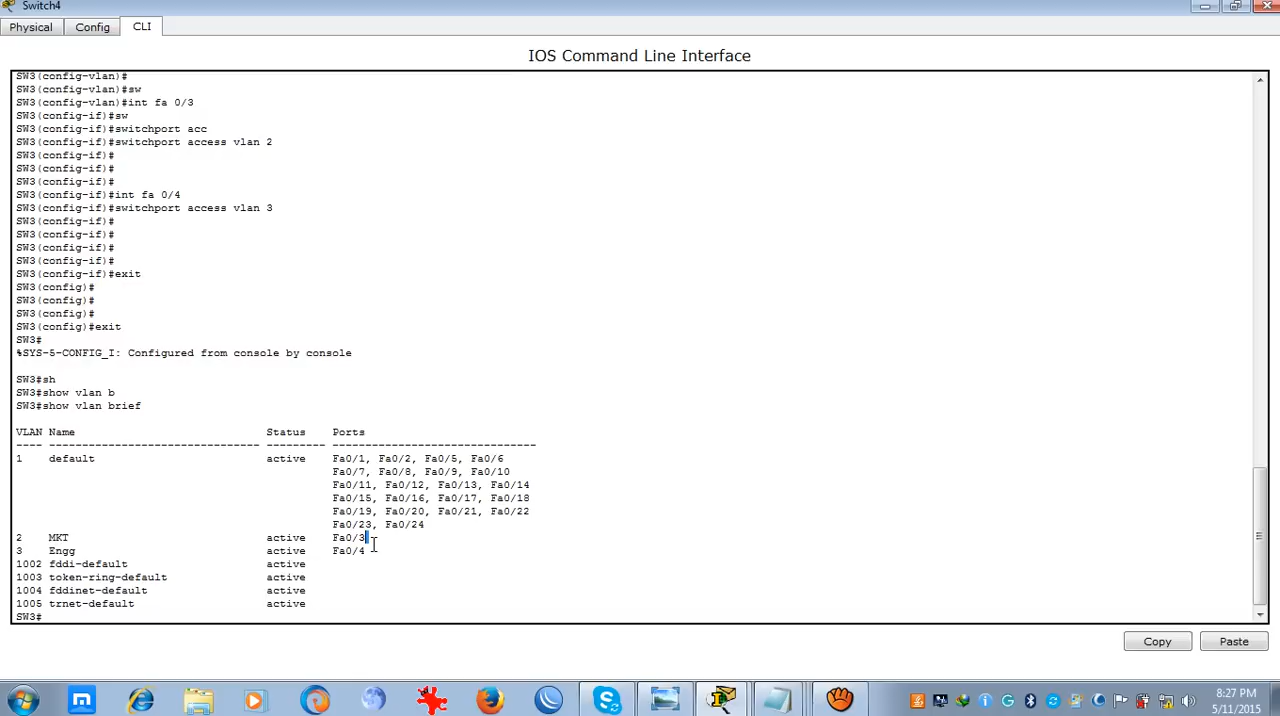 Switch4
Physical Config CLI
IOS Command Line Interface
SW3(config-vlan)#
SW3(config-vlan)#sw
SW3(config-vlan)#int fa 0/3
SW3(config-if)#sw
SW3(config-if)#switchport acc
SW3(config-if)#switchport access vlan 2
SW3(config-if)#
SW3(config-if)#
SW3(config-if)#
SW3(config-if)#int fa 0/4
SW3(config-if)#switchport access vlan 3
SW3(config-if)#
SW3(config-if)#
SW3(config-if)#
SW3(config-if)#
SW3(config-if)#exit
SW3(config)#
SW3(config)#
SW3(config)#
SW3(config)#exit
SW3#
%SYS-5-CONFIG_I: Configured from console by console
SW3#sh
SW3#show vlan b
SW3#show vlan brief
VLAN Name Status Ports
---- -------------------------------- --------- -------------------------------
1 default active Fa0/1, Fa0/2, Fa0/5, Fa0/6
Fa0/7, Fa0/8, Fa0/9, Fa0/10
Fa0/11, Fa0/12, Fa0/13, Fa0/14
Fa0/15, Fa0/16, Fa0/17, Fa0/18
Fa0/19, Fa0/20, Fa0/21, Fa0/22
Fa0/23, Fa0/24
2 MKT active Fa0/3
3 Engg active Fa0/4
1002 fddi-default active
1003 token-ring-default active
1004 fddinet-default active
1005 trnet-default active
SW3#
Copy Paste
8:27 PM
5/11/2015